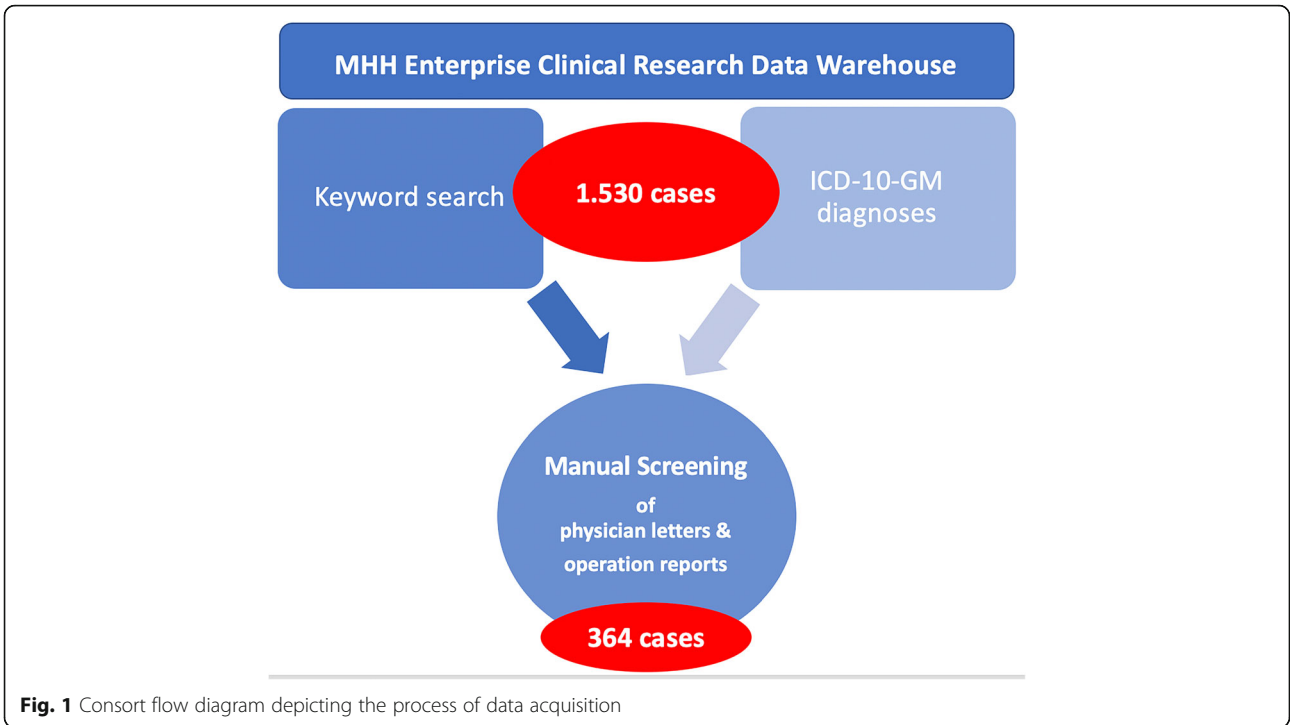 MHH Enterprise Clinical Research Data Warehouse
Keyword search
1.530 cases
ICD-10-GM
diagnoses
Manual Screening
of
physician letters &
operation reports
364 cases
Fig. 1 Consort flow diagram depicting the process of data acquisition